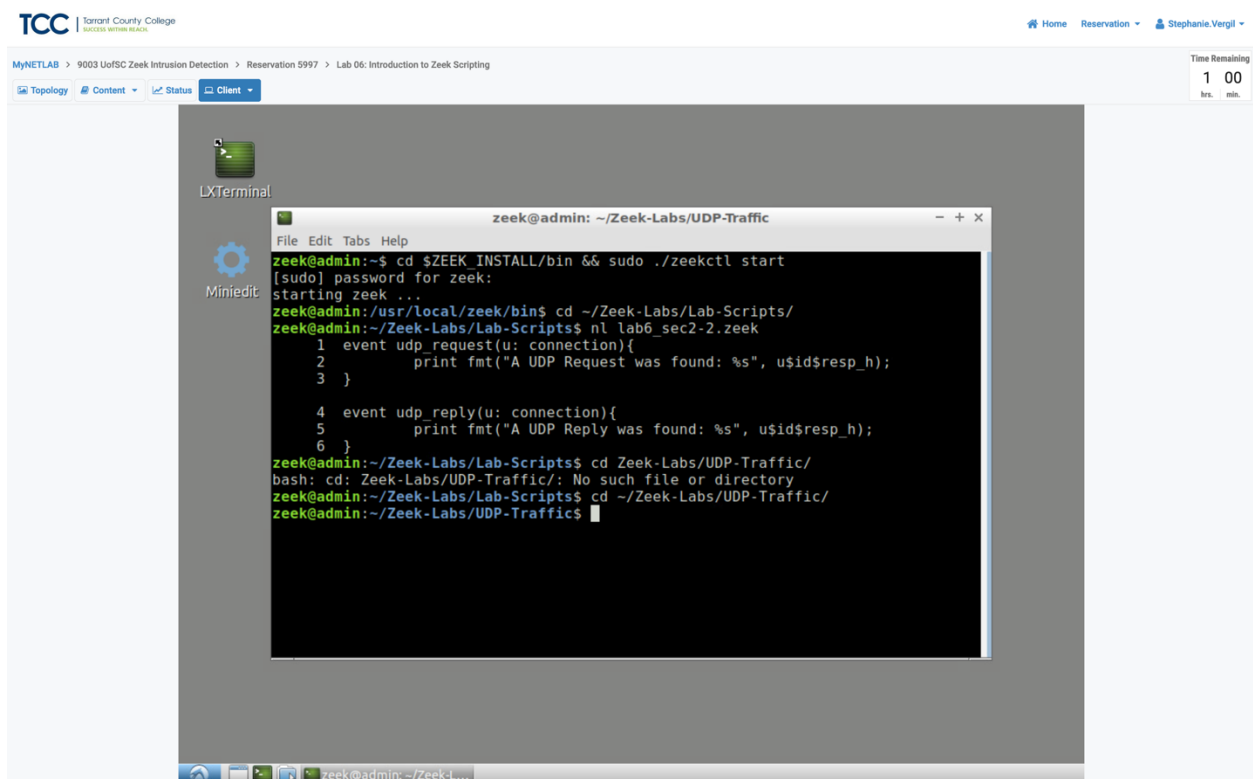 TCC | Tarrant County College
SUCCESS WITHIN REACH.
Home Reservation Stephanie.Vergil
MyNETLAB > 9003 UofSC Zeek Intrusion Detection > Reservation 5997 > Lab 06: Introduction to Zeek Scripting
Time Remaining
1 00
hrs. min.
Topology Content Status Client
LXTerminal
Miniedit
zeek@admin: ~/Zeek-Labs/UDP-Traffic
File Edit Tabs Help
zeek@admin:~$ cd $ZEEK_INSTALL/bin && sudo ./zeekctl start
[sudo] password for zeek:
starting zeek ...
zeek@admin:/usr/local/zeek/bin$ cd ~/Zeek-Labs/Lab-Scripts/
zeek@admin:~/Zeek-Labs/Lab-Scripts$ nl lab6_sec2-2.zeek
1 event udp_request(u: connection){
2 print fmt("A UDP Request was found: %s", u$id$resp_h);
3 }
4 event udp_reply(u: connection){
5 print fmt("A UDP Reply was found: %s", u$id$resp_h);
6 }
zeek@admin:~/Zeek-Labs/Lab-Scripts$ cd Zeek-Labs/UDP-Traffic/
bash: cd: Zeek-Labs/UDP-Traffic/: No such file or directory
zeek@admin:~/Zeek-Labs/Lab-Scripts$ cd ~/Zeek-Labs/UDP-Traffic/
zeek@admin:~/Zeek-Labs/UDP-Traffic$
zeek@admin: ~/Zeek-L...